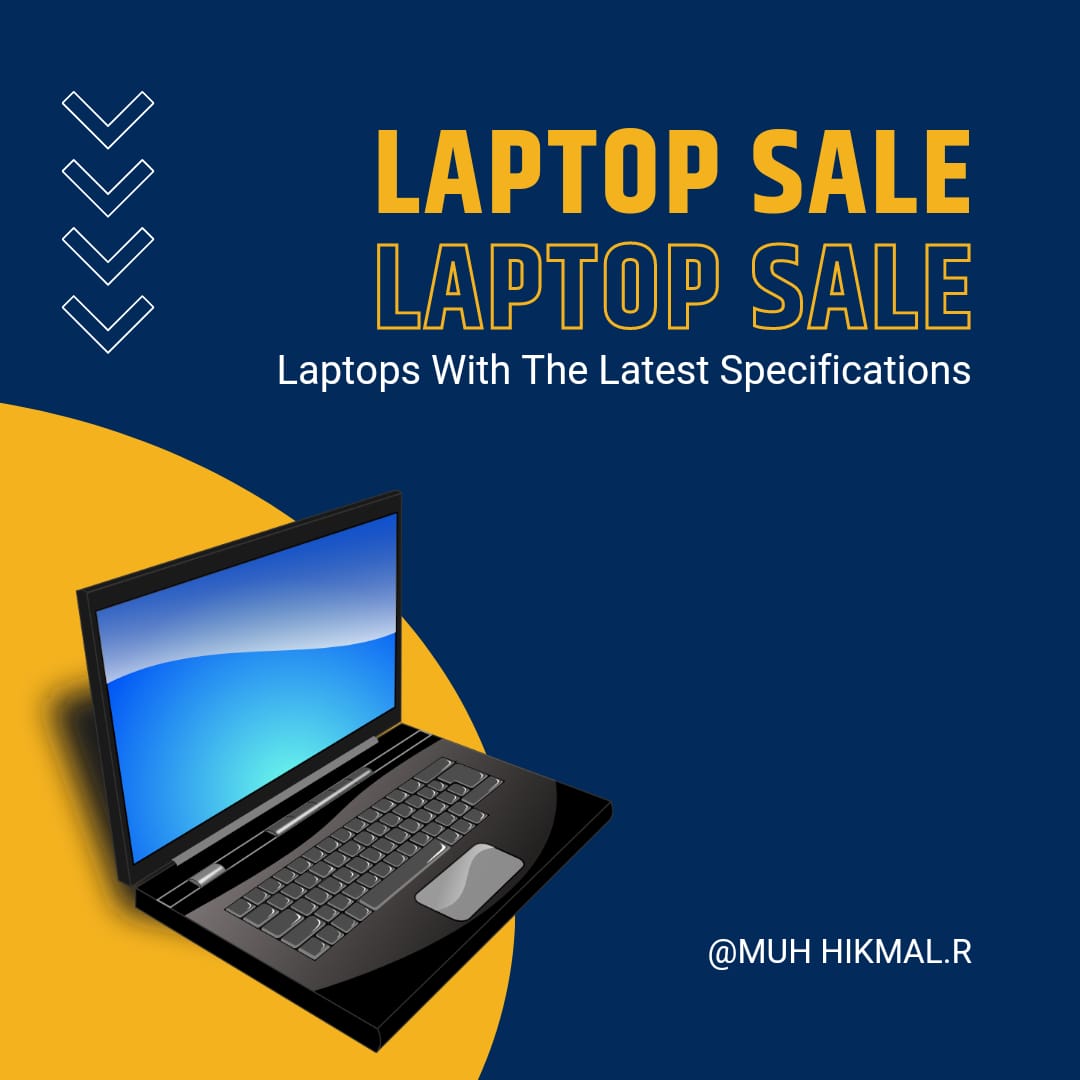 LAPTOP SALE
LAPTOP SALE
Laptops With The Latest Specifications
@MUH HIKMAL.R